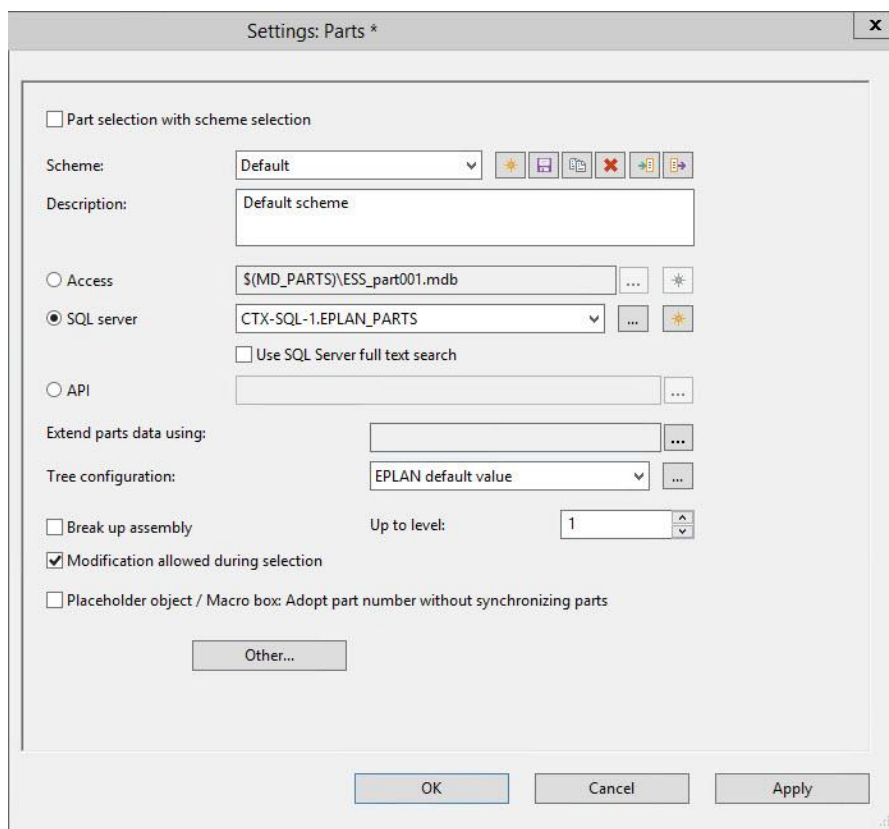 Settings: Parts *
x
Part selection with scheme selection
Scheme:
Default
Description:
Default scheme
Access
$(MD_PARTS)\ESS_part001.mdb
...
SQL server
CTX-SQL-1.EPLAN_PARTS
...
Use SQL Server full text search
API
...
Extend parts data using:
...
Tree configuration:
EPLAN default value
...
Break up assembly
Up to level:
1
Modification allowed during selection
Placeholder object / Macro box: Adopt part number without synchronizing parts
Other...
OK
Cancel
Apply